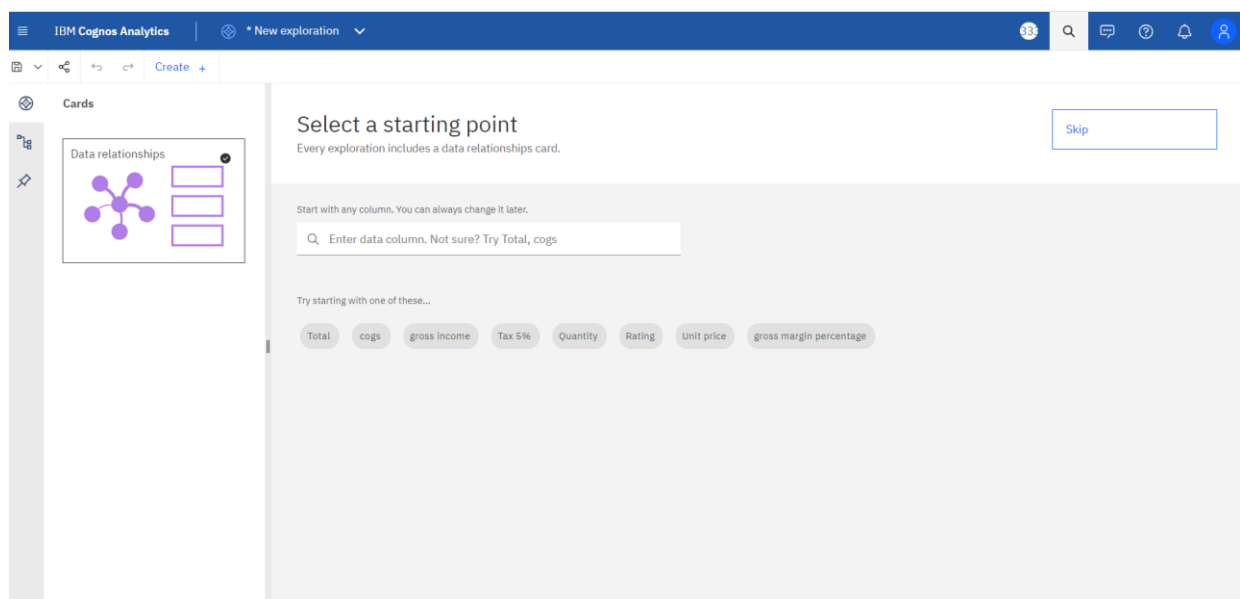 IBM Cognos Analytics
* New exploration
Create +
Cards
Data relationships
Select a starting point
Every exploration includes a data relationships card.
Skip
Start with any column. You can always change it later.
Enter data column. Not sure? Try Total, cogs
Try starting with one of these...
Total cogs gross income Tax 5% Quantity Rating Unit price gross margin percentage